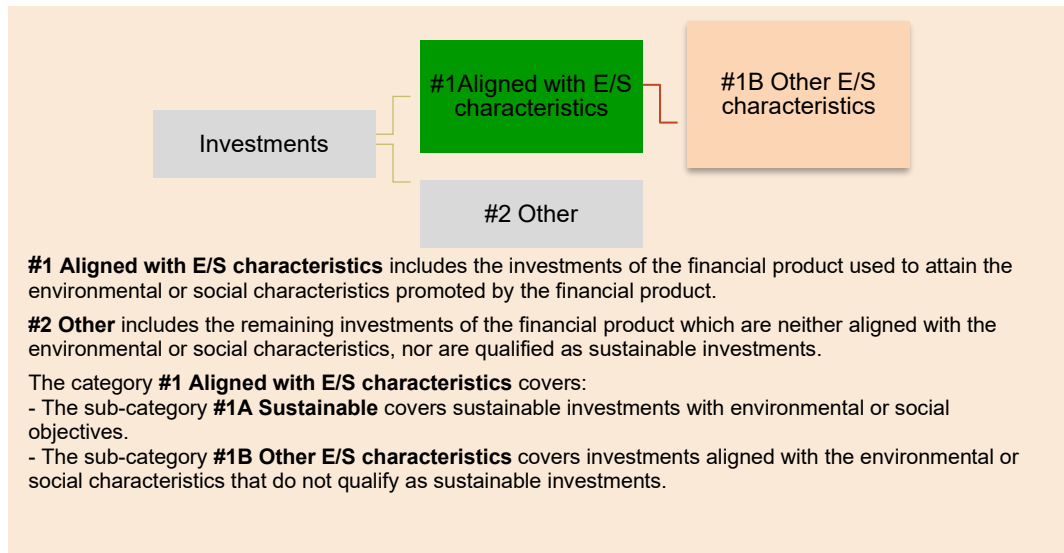 #1Aligned with E/S
characteristics
#1B Other E/S
characteristics
Investments
#2 Other
#1 Aligned with E/S characteristics includes the investments of the financial product used to attain the
environmental or social characteristics promoted by the financial product.
#2 Other includes the remaining investments of the financial product which are neither aligned with the
environmental or social characteristics, nor are qualified as sustainable investments.
The category #1 Aligned with E/S characteristics covers:
- The sub-category #1A Sustainable covers sustainable investments with environmental or social
objectives.
- The sub-category #1B Other E/S characteristics covers investments aligned with the environmental or
social characteristics that do not qualify as sustainable investments.